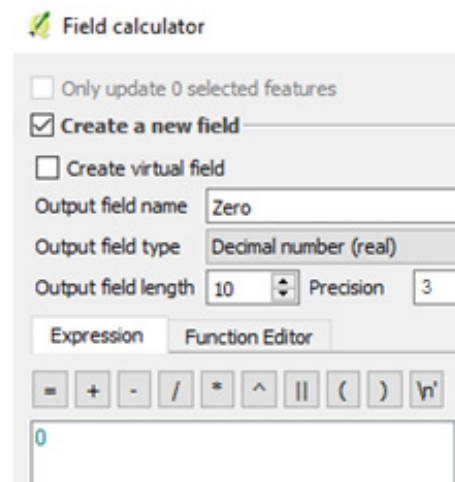 Field calculator
Only update 0 selected features
Create a new field
Create virtual field
Output field name Zero
Output field type Decimal number (real)
Output field length 10 Precision 3
Expression Function Editor
= + - / * ^ || ( ) \n'
0